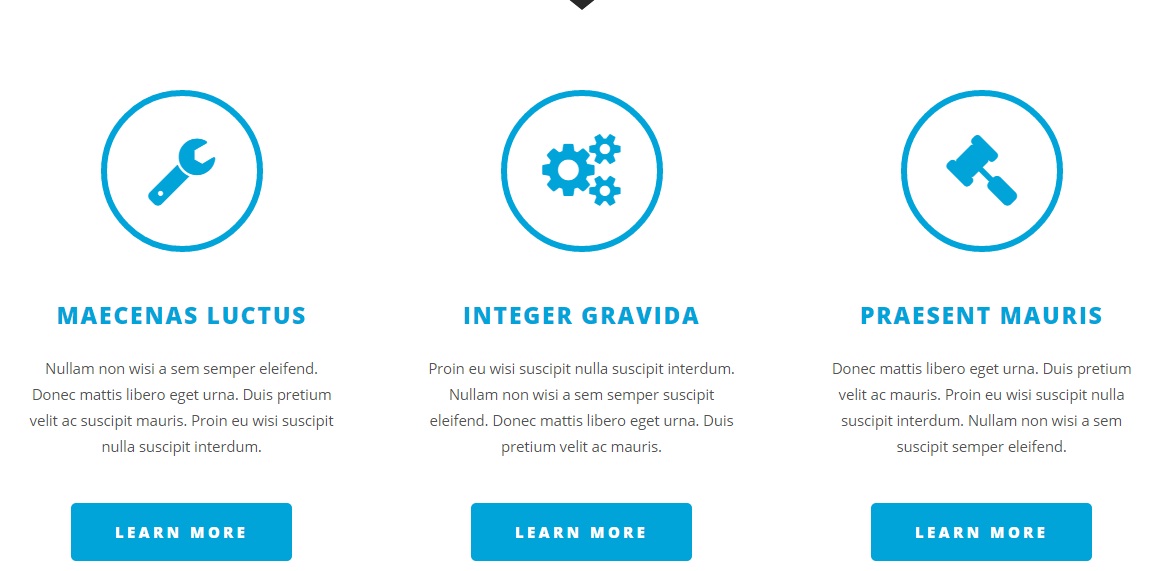 MAECENAS LUCTUS
Nullam non wisi a sem semper eleifend.
Donec mattis libero eget urna. Duis pretium
velit ac suscipit mauris. Proin eu wisi suscipit
nulla suscipit interdum.
LEARN MORE
INTEGER GRAVIDA
Proin eu wisi suscipit nulla suscipit interdum.
Nullam non wisi a sem semper suscipit
eleifend. Donec mattis libero eget urna. Duis
pretium velit ac mauris.
LEARN MORE
PRAESENT MAURIS
Donec mattis libero eget urna. Duis pretium
velit ac mauris. Proin eu wisi suscipit nulla
suscipit interdum. Nullam non wisi a sem
suscipit semper eleifend.
LEARN MORE